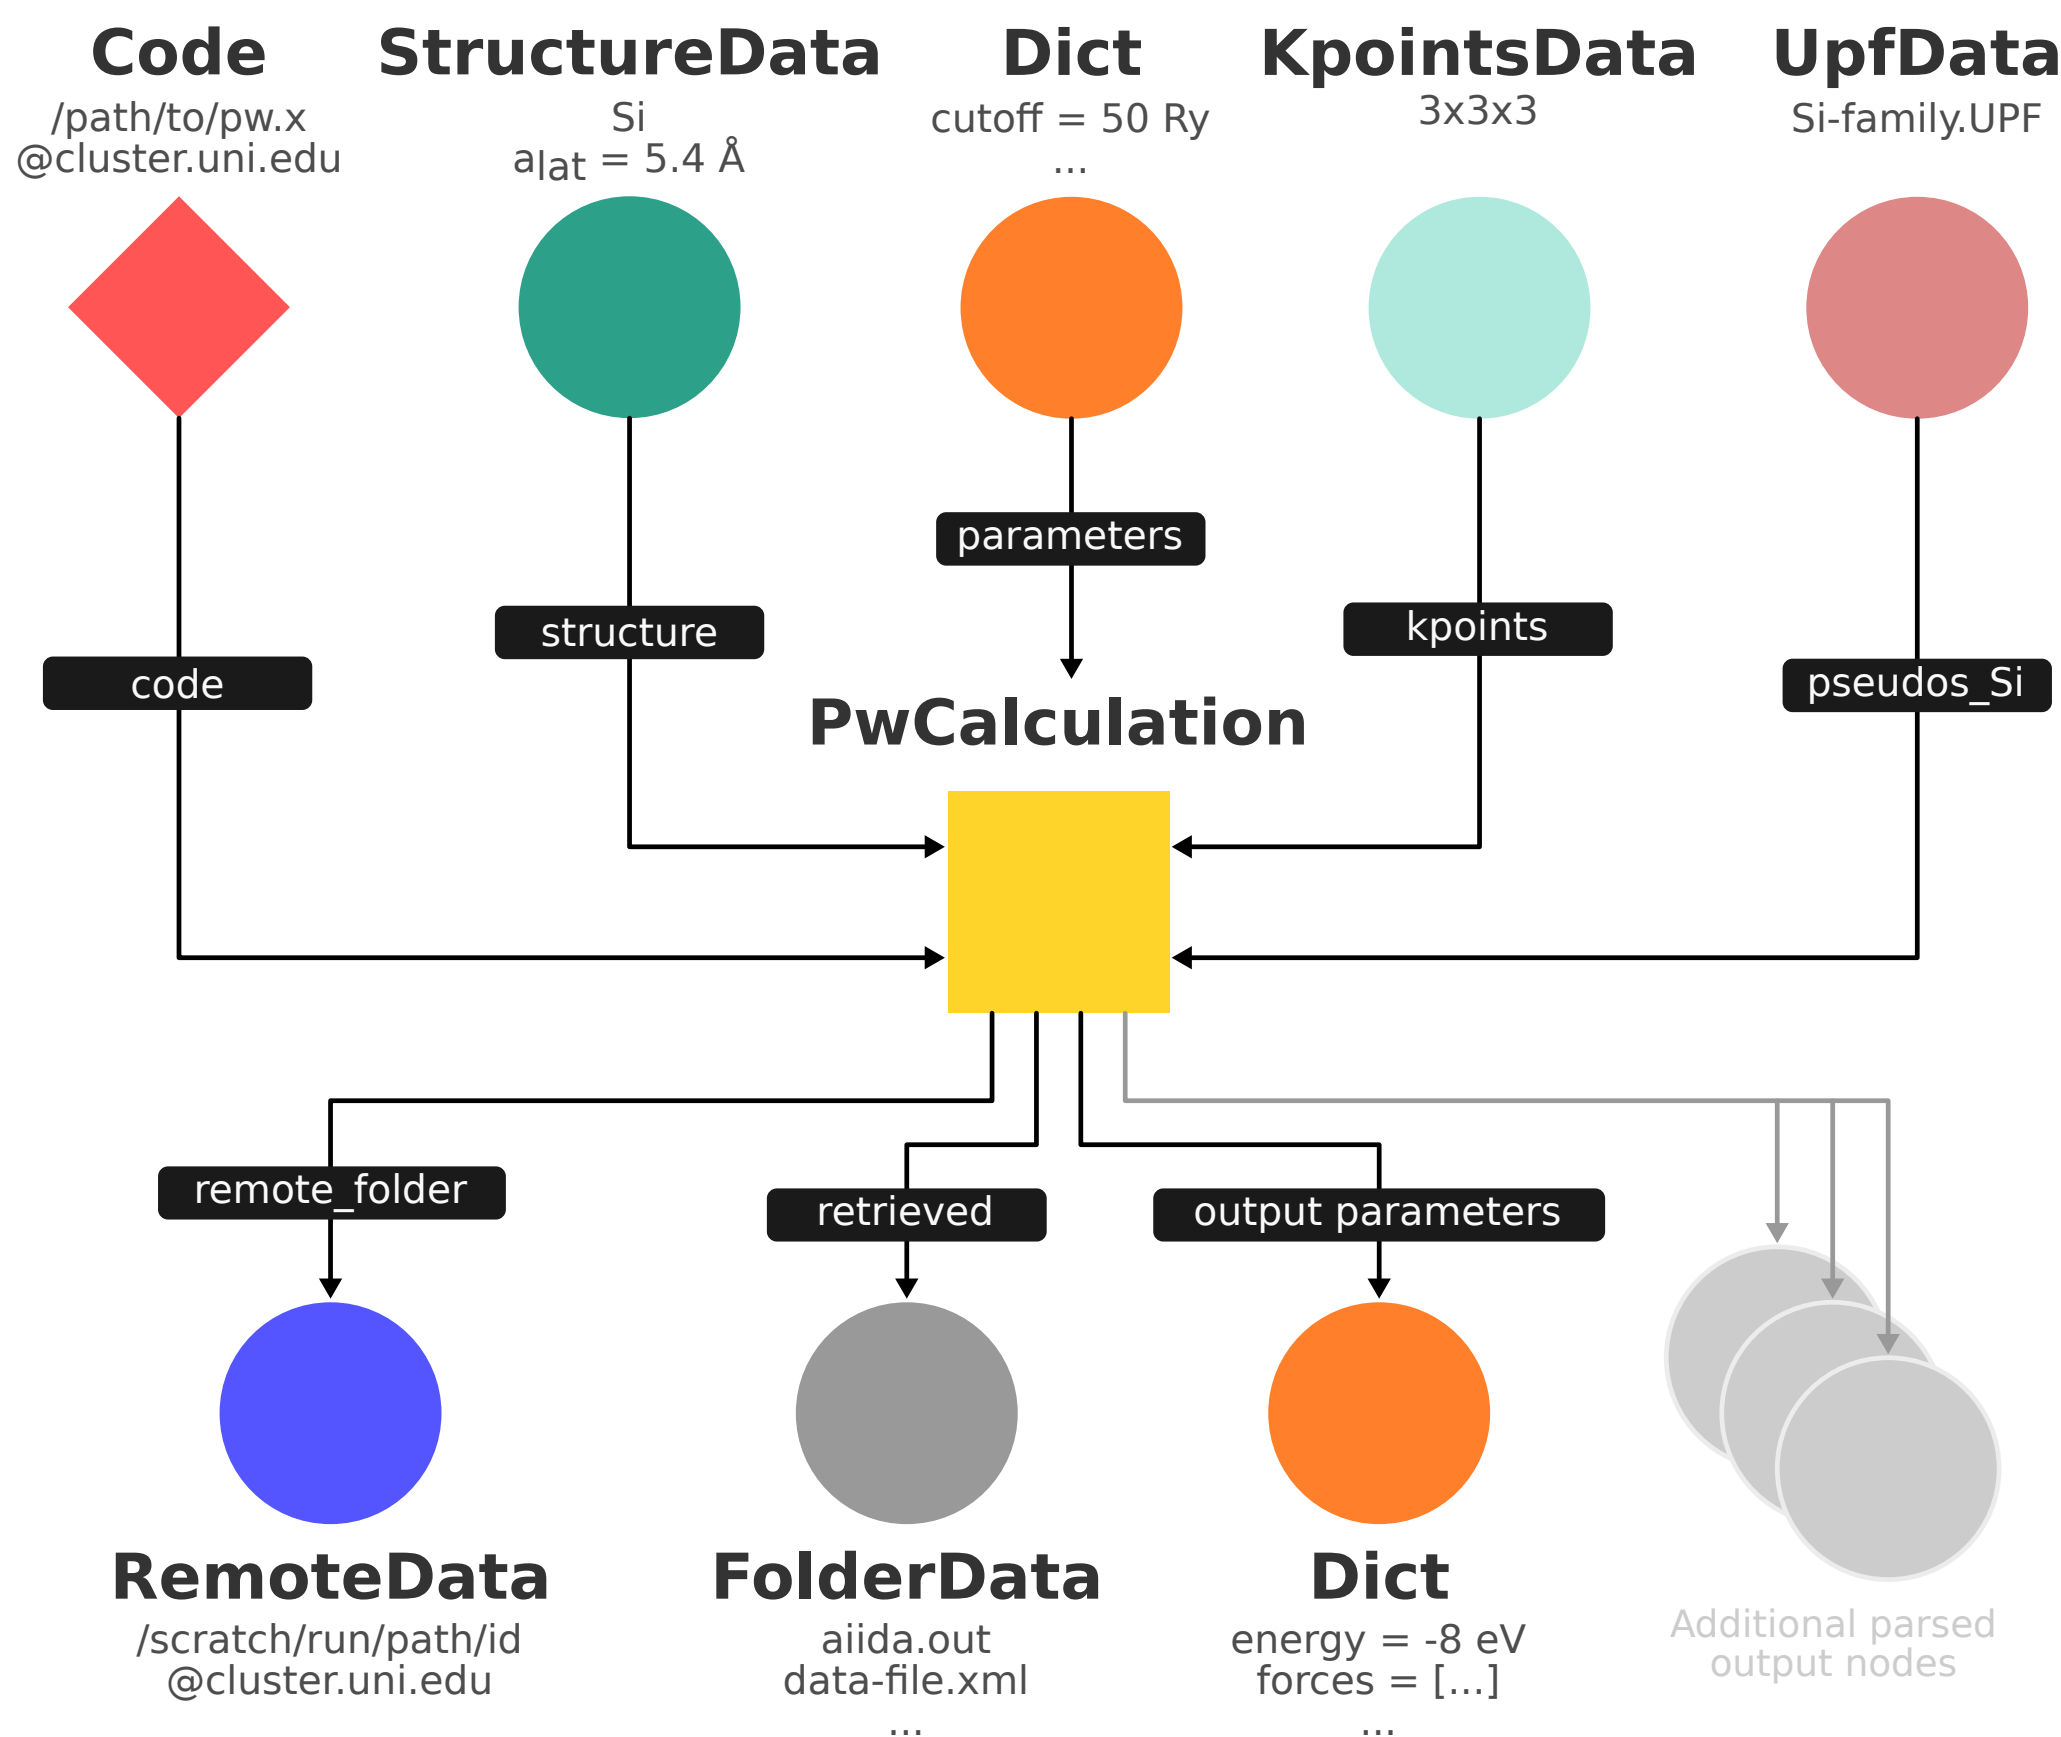 Code
/path/to/pw.x
@cluster.uni.edu
StructureData
Si
alat = 5.4 Å
Dict
cutoff = 50 Ry
...
KpointsData
3x3x3
UpfData
Si-family.UPF
parameters
structure
kpoints
code
pseudos_Si
PwCalculation
remote_folder
retrieved
output parameters
RemoteData
/scratch/run/path/id
@cluster.uni.edu
FolderData
aiida.out
data-file.xml
...
Dict
energy = -8 eV
forces = [...]
...
Additional parsed
output nodes